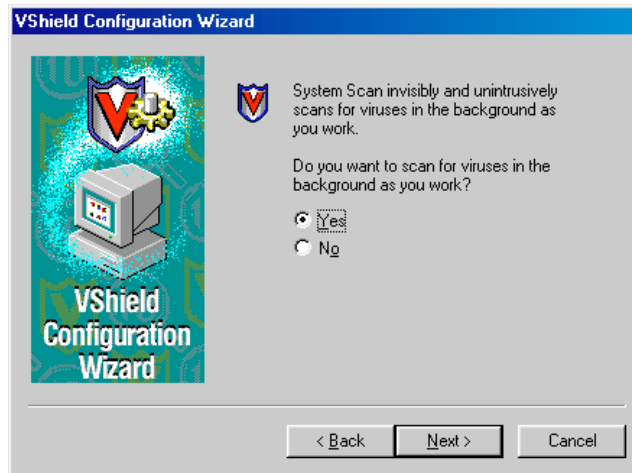 VShield Configuration Wizard
System Scan invisibly and unintrusively
scans for viruses in the background as
you work.
Do you want to scan for viruses in the
background as you work?
Yes
No
VShield
Configuration
Wizard
< Back
Next >
Cancel